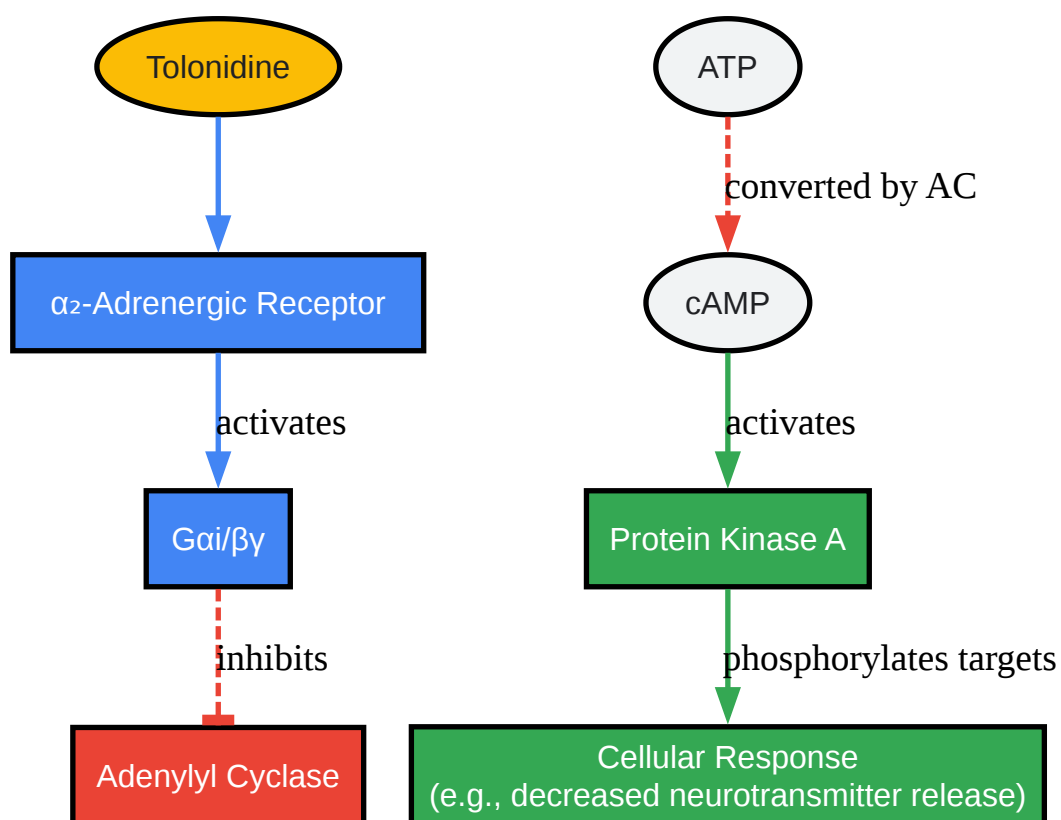 Tolonidine
α₂-Adrenergic Receptor
activates
Gαi/βγ
inhibits
Adenylyl Cyclase
ATP
converted by AC
cAMP
activates
Protein Kinase A
phosphorylates targets
Cellular Response
(e.g., decreased neurotransmitter release)